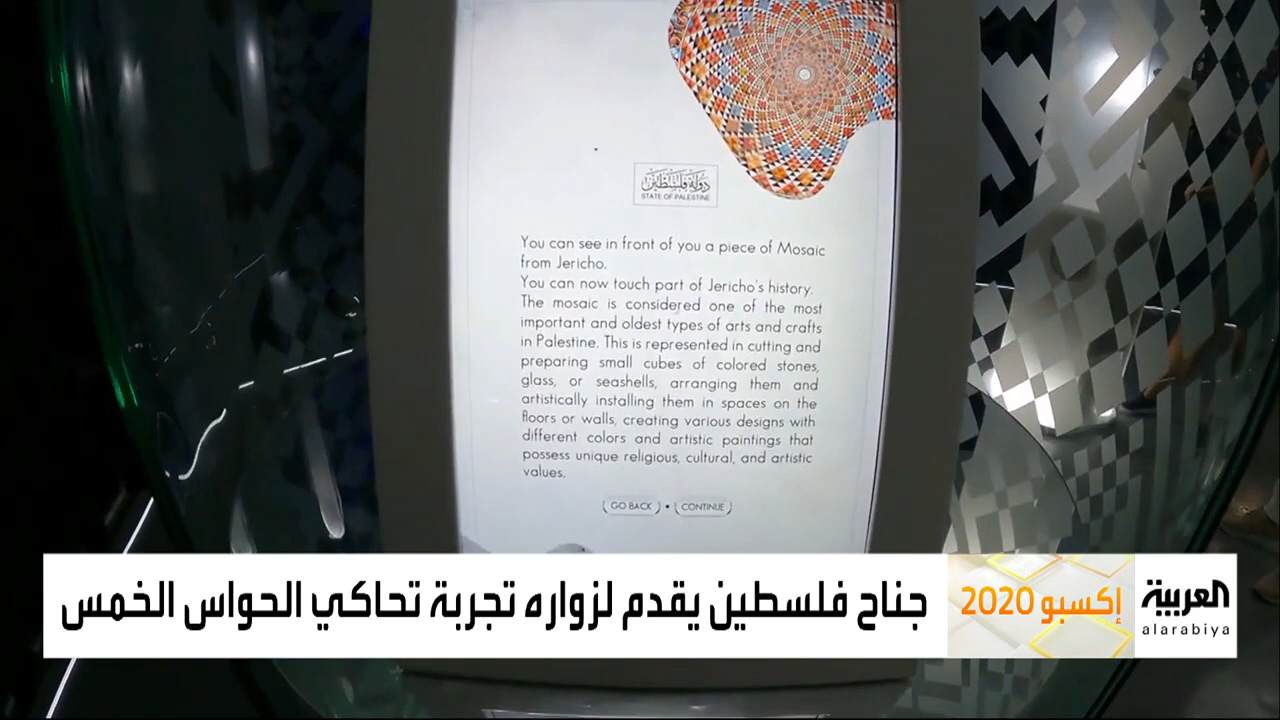 دولة فلسطين
STATE OF PALESTINE
You can see in front of you a piece of Mosaic
from Jericho.
You can now touch part of Jericho's history.
The mosaic is considered one of the most
important and oldest types of arts and crafts
in Palestine. This is represented in cutting and
preparing small cubes of colored stones,
glass, or seashells, arranging them and
artistically installing them in spaces on the
floors or walls, creating various designs with
different colors and artistic paintings that
possess unique religious, cultural, and artistic
values.
GO BACK • CONTINUE
العربية
alarabiya
إكسبو 2020
جناح فلسطين يقدم لزواره تجربة تحاكي الحواس الخمس